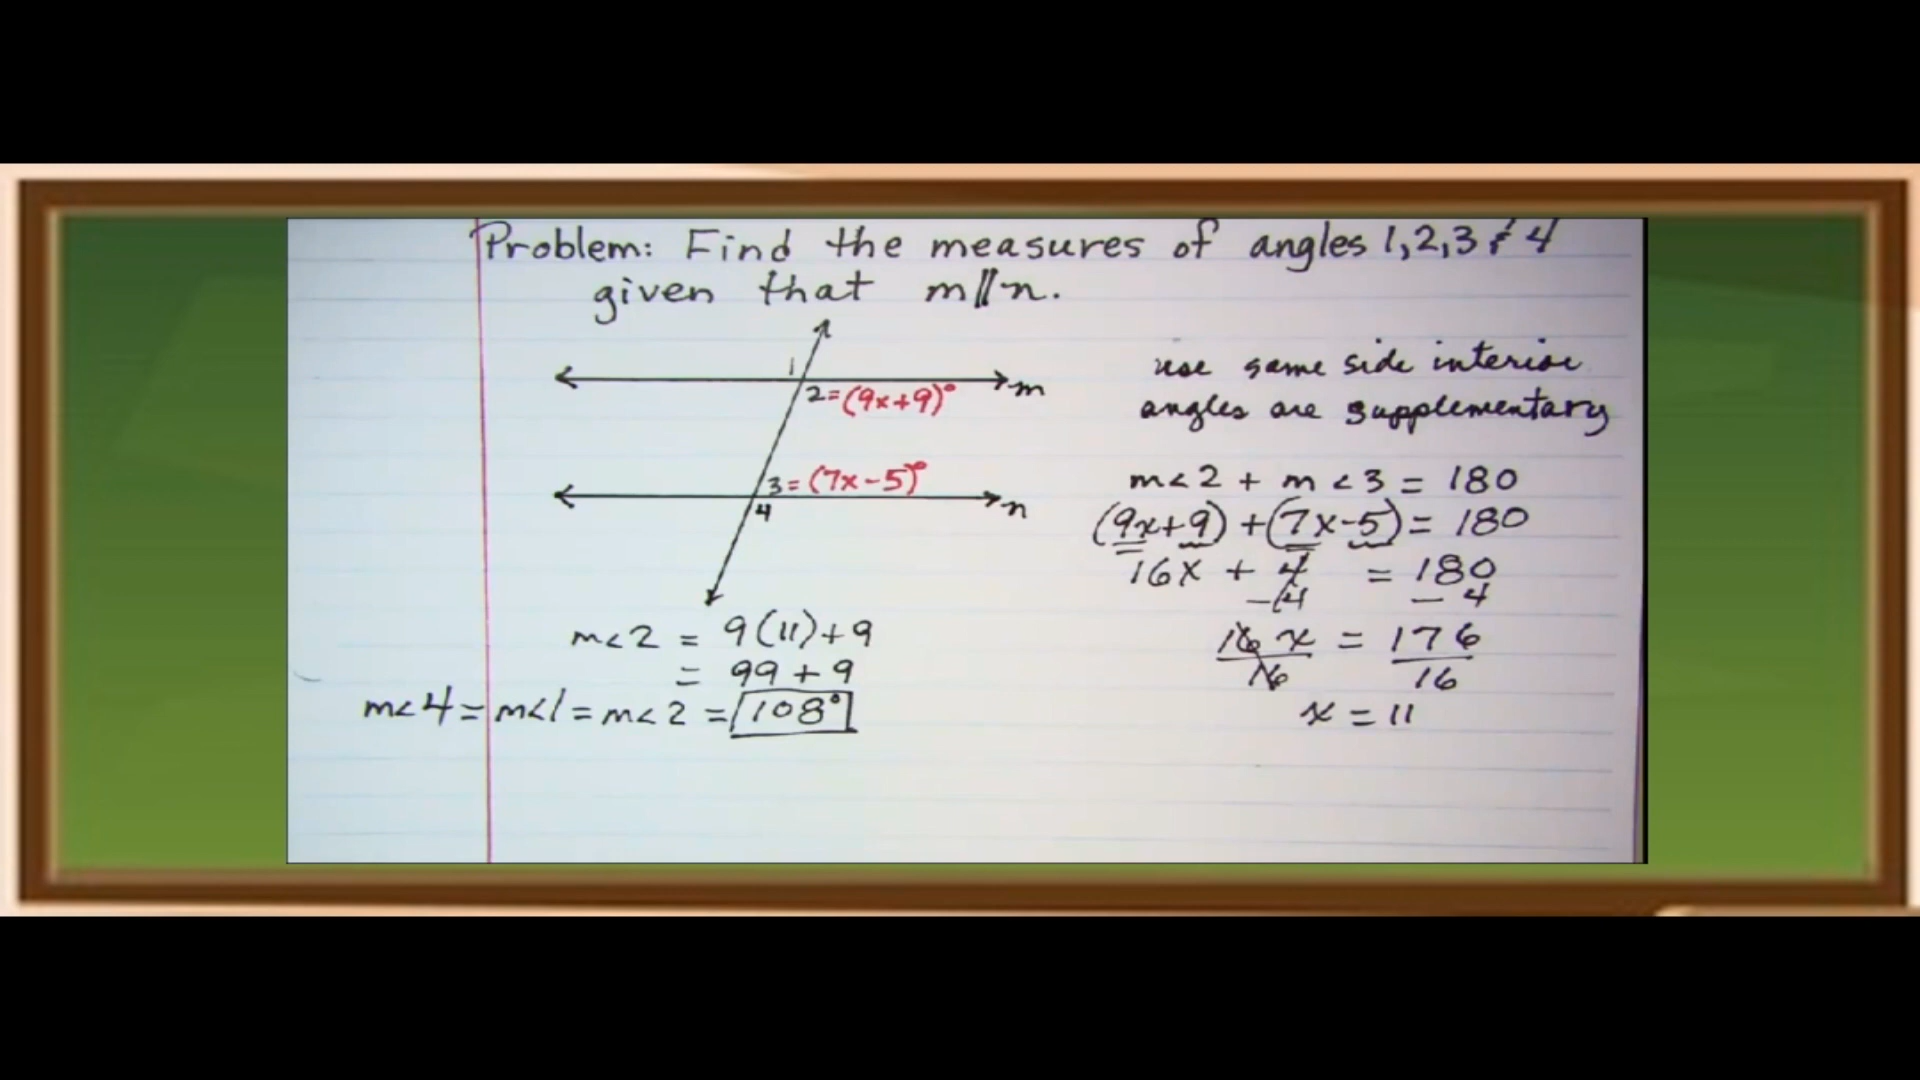 Problem: Find the measures of angles 1,2,3 & 4
given that m∥n.
1
m
2=(9x+9)°
3=(7x-5)°
n
4
use same side interior
angles are supplementary
m<2 + m<3 = 180
(9x+9)+(7x-5)=180
16x + 4 = 180
-4 - 4
16x = 176
16 16
x = 11
m<2 = 9(11)+9
= 99+9
m<4=m<1=m<2=108°